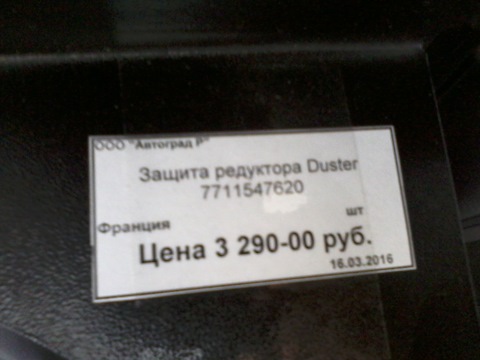 ООО "Автоград Р"
Защита редуктора Duster
7711547620
шт
Франция
Цена 3 290-00 руб.
16.03.2016